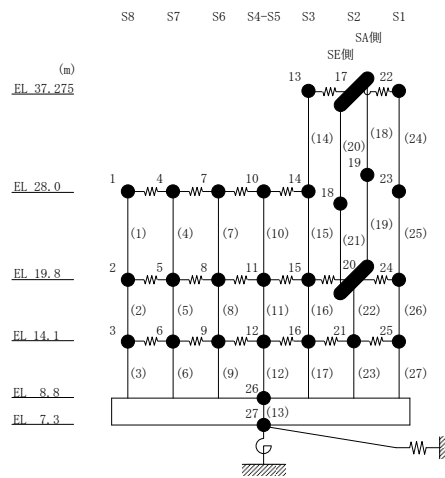 S8 S7 S6 S4-S5 S3 S2 S1
SA側
SE側
(m)
13 17 22
EL 37.275
(14) (20) (18) (24)
19
1 4 7 10 14 18 23
EL 28.0
(1) (4) (7) (10) (15) (21) (19) (25)
2 5 8 11 15 20 24
EL 19.8
(2) (5) (8) (11) (16) (22) (26)
3 6 9 12 16 21 25
EL 14.1
(3) (6) (9) (12) (17) (23) (27)
26
EL 8.8
27 (13)
EL 7.3